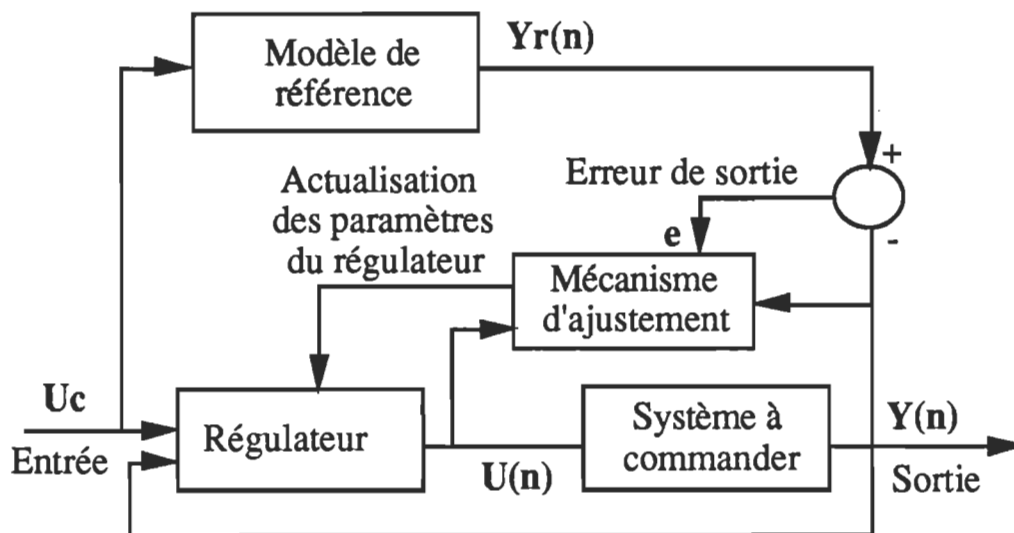 Modèle de
référence
Yr(n)
+
Erreur de sortie
-
e
Actualisation
des paramètres
du régulateur
Mécanisme
d'ajustement
Uc
Entrée
Régulateur
U(n)
Système à
commander
Y(n)
Sortie